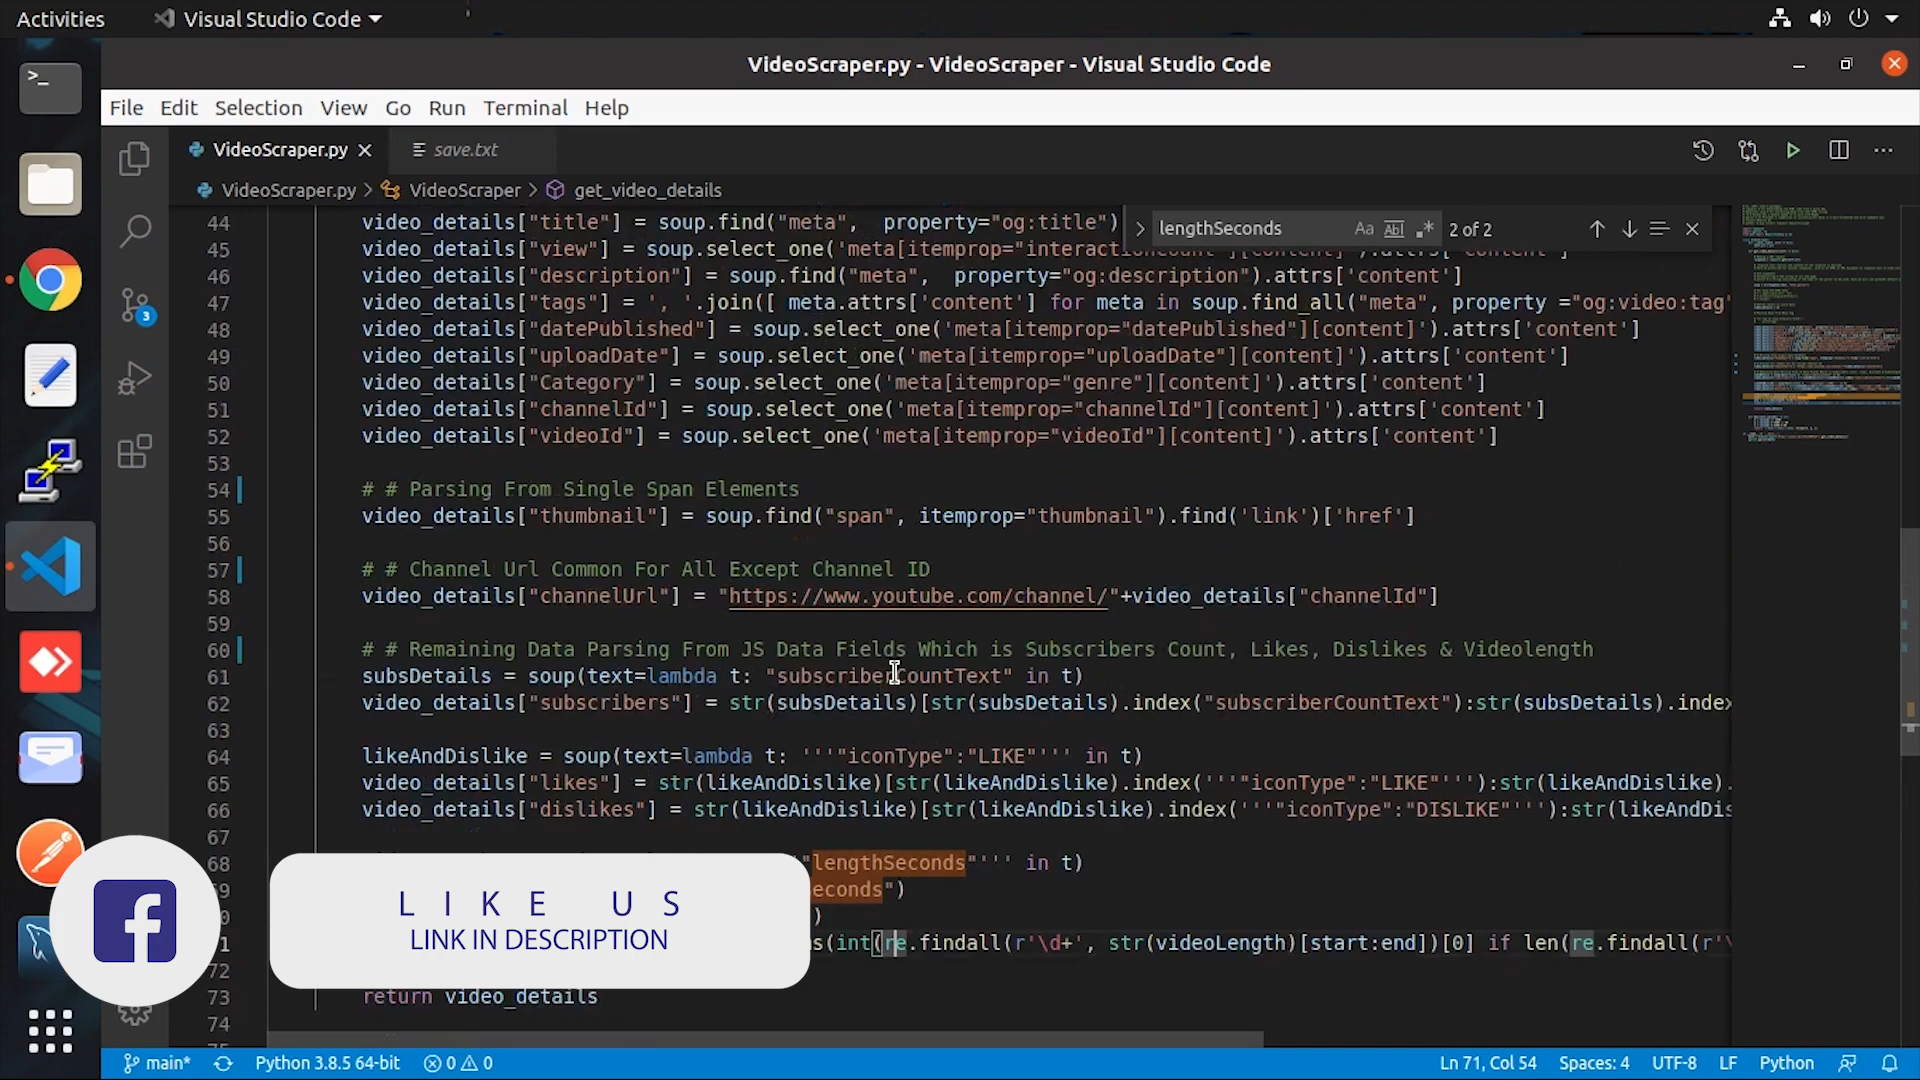 Activities Visual Studio Code
VideoScraper.py - VideoScraper - Visual Studio Code
File Edit Selection View Go Run Terminal Help
VideoScraper.py save.txt
VideoScraper.py > VideoScraper > get_video_details
lengthSeconds Aa Abl 2 of 2
44 video_details["title"] = soup.find("meta", property="og:title")
45 video_details["view"] = soup.select_one('meta[itemprop="interactionCount"][content]').attrs['content']
46 video_details["description"] = soup.find("meta", property="og:description").attrs['content']
47 video_details["tags"] = ', '.join([ meta.attrs['content'] for meta in soup.find_all("meta", property ="og:video:tag"
48 video_details["datePublished"] = soup.select_one('meta[itemprop="datePublished"][content]').attrs['content']
49 video_details["uploadDate"] = soup.select_one('meta[itemprop="uploadDate"][content]').attrs['content']
50 video_details["Category"] = soup.select_one('meta[itemprop="genre"][content]').attrs['content']
51 video_details["channelId"] = soup.select_one('meta[itemprop="channelId"][content]').attrs['content']
52 video_details["videoId"] = soup.select_one('meta[itemprop="videoId"][content]').attrs['content']
53
54 # # Parsing From Single Span Elements
55 video_details["thumbnail"] = soup.find("span", itemprop="thumbnail").find('link')['href']
56
57 # # Channel Url Common For All Except Channel ID
58 video_details["channelUrl"] = "https://www.youtube.com/channel/"+video_details["channelId"]
59
60 # # Remaining Data Parsing From JS Data Fields Which is Subscribers Count, Likes, Dislikes & Videolength
61 subsDetails = soup(text=lambda t: "subscriberCountText" in t)
62 video_details["subscribers"] = str(subsDetails)[str(subsDetails).index("subscriberCountText"):str(subsDetails).index
63
64 likeAndDislike = soup(text=lambda t: '''"iconType":"LIKE"''' in t)
65 video_details["likes"] = str(likeAndDislike)[str(likeAndDislike).index('''"iconType":"LIKE"'''):str(likeAndDislike).
66 video_details["dislikes"] = str(likeAndDislike)[str(likeAndDislike).index('''"iconType":"DISLIKE"'''):str(likeAndDis
67
68 "lengthSeconds"''' in t)
69 econds")
0 )
1 s(int(re.findall(r'\d+', str(videoLength)[start:end])[0] if len(re.findall(r'\
72
73 return video_details
74
LIKE US
LINK IN DESCRIPTION
3
main* Python 3.8.5 64-bit 0 0 Ln 71, Col 54 Spaces: 4 UTF-8 LF Python